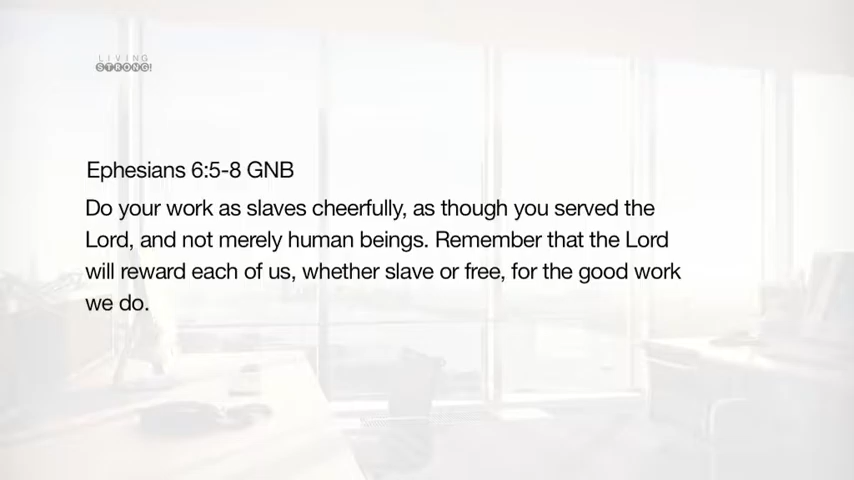 LIVING
STRONG!
Ephesians 6:5-8 GNB
Do your work as slaves cheerfully, as though you served the
Lord, and not merely human beings. Remember that the Lord
will reward each of us, whether slave or free, for the good work
we do.